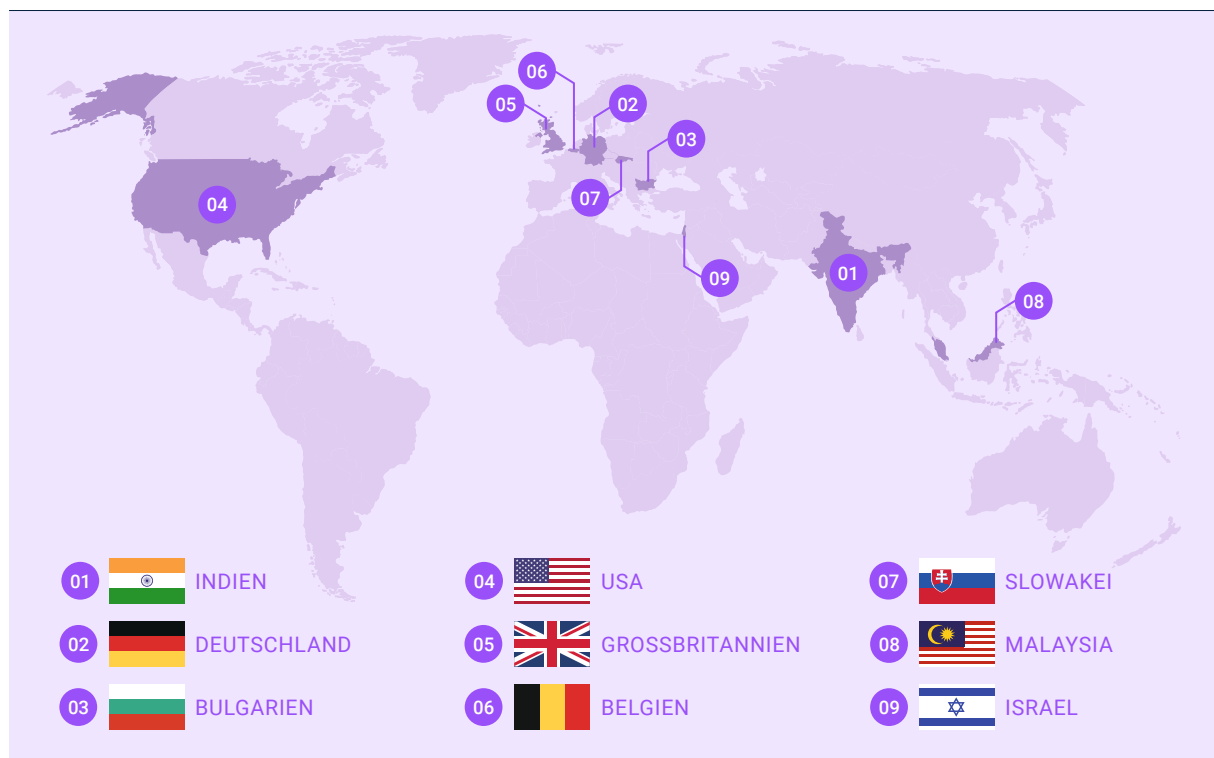 06
05
02
03
07
04
09
01
08
01 INDIEN
02 DEUTSCHLAND
03 BULGARIEN
04 USA
05 GROSSBRITANNIEN
06 BELGIEN
07 SLOWAKEI
08 MALAYSIA
09 ISRAEL